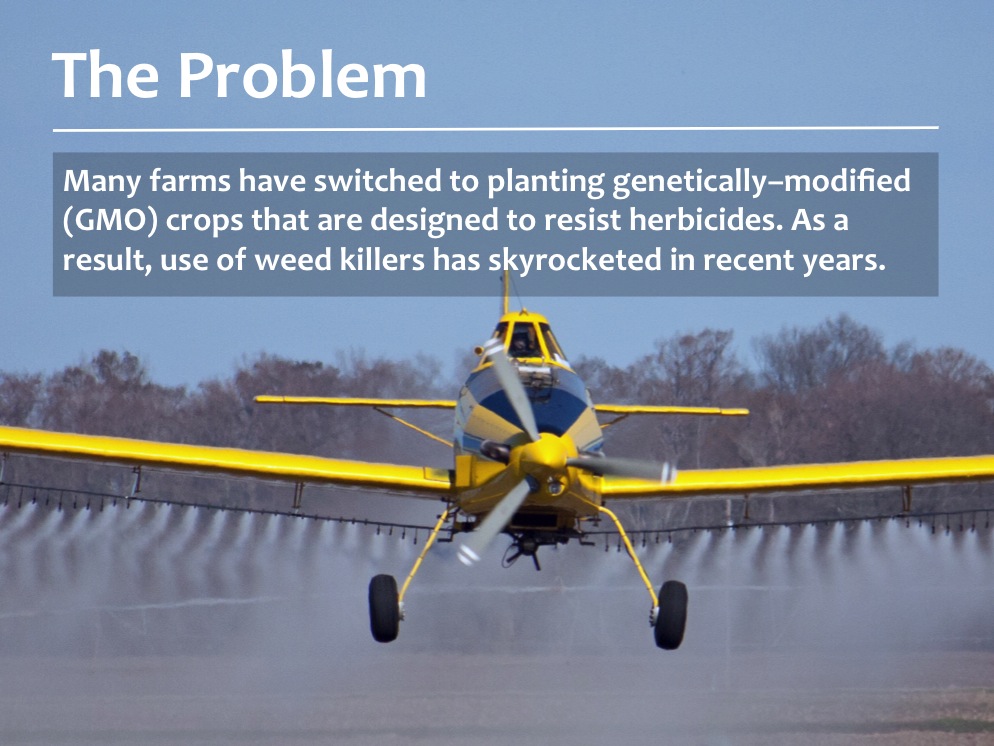 The Problem
Many farms have switched to planting genetically–modified
(GMO) crops that are designed to resist herbicides. As a
result, use of weed killers has skyrocketed in recent years.